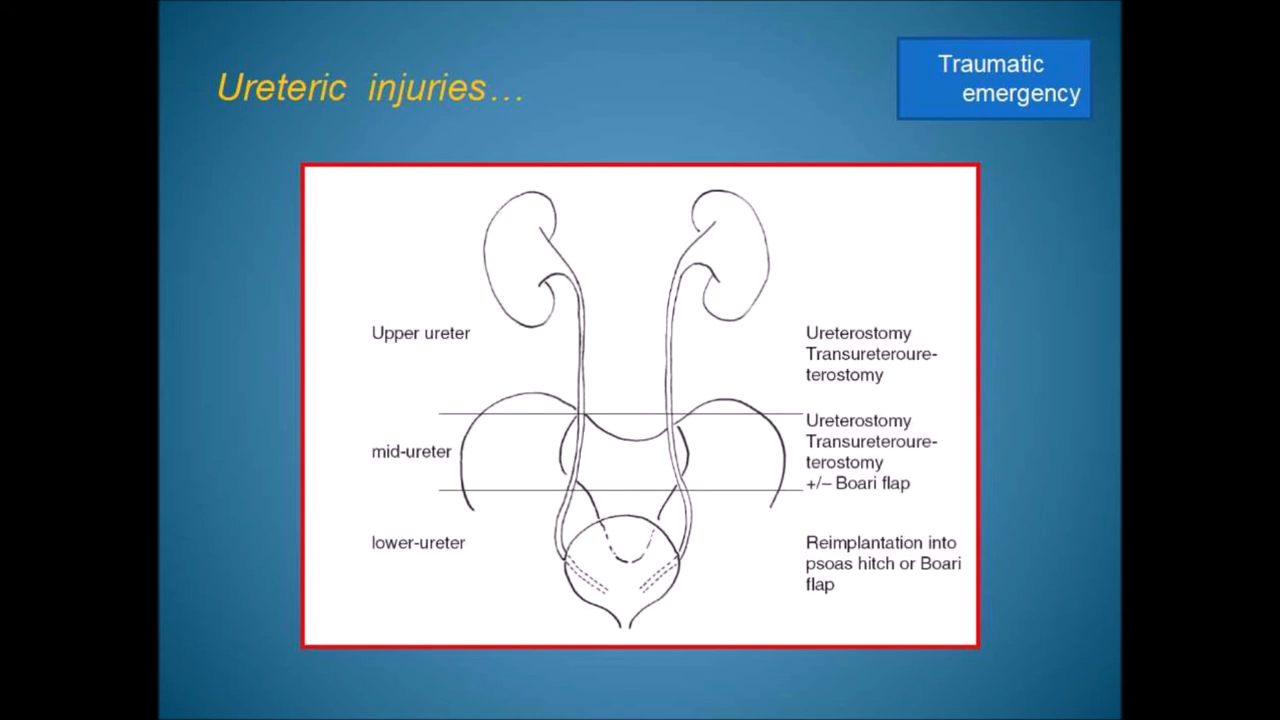 Ureteric injuries...
Traumatic
emergency
Upper ureter
Ureterostomy
Transureteroure-
terostomy
mid-ureter
Ureterostomy
Transureteroure-
terostomy
+/– Boari flap
lower-ureter
Reimplantation into
psoas hitch or Boari
flap